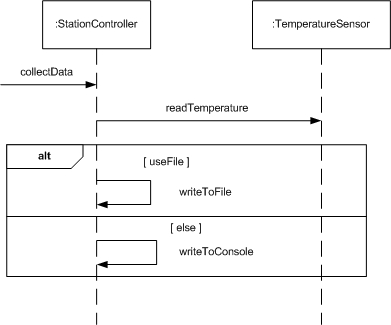 :StationController
:TemperatureSensor
collectData
readTemperature
alt
[ useFile ]
writeToFile
[ else ]
writeToConsole